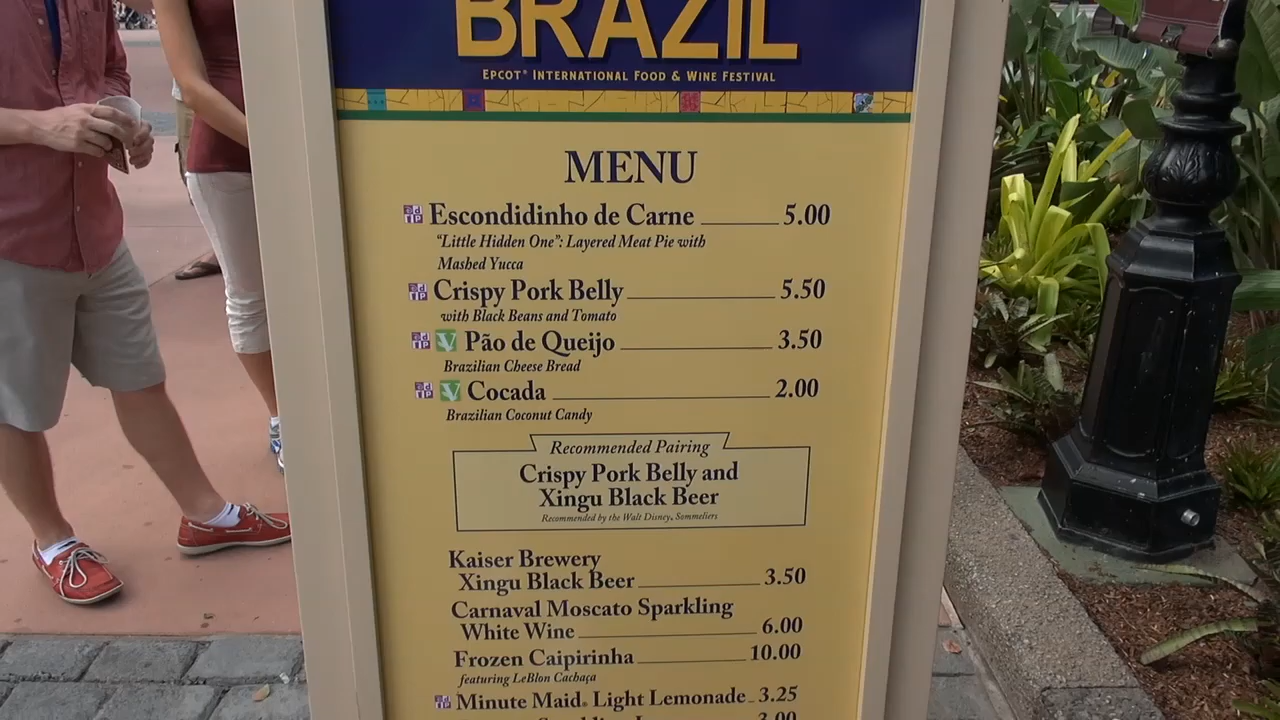 BRAZIL
EPCOT® INTERNATIONAL FOOD & WINE FESTIVAL
MENU
Escondidinho de Carne 5.00
"Little Hidden One": Layered Meat Pie with
Mashed Yucca
Crispy Pork Belly 5.50
with Black Beans and Tomato
V Pão de Queijo 3.50
Brazilian Cheese Bread
V Cocada 2.00
Brazilian Coconut Candy
Recommended Pairing
Crispy Pork Belly and
Xingu Black Beer
Recommended by the Walt Disney® Sommeliers
Kaiser Brewery
Xingu Black Beer 3.50
Carnaval Moscato Sparkling
White Wine 6.00
Frozen Caipirinha 10.00
featuring LeBlon Cachaça
Minute Maid® Light Lemonade 3.25
3.00